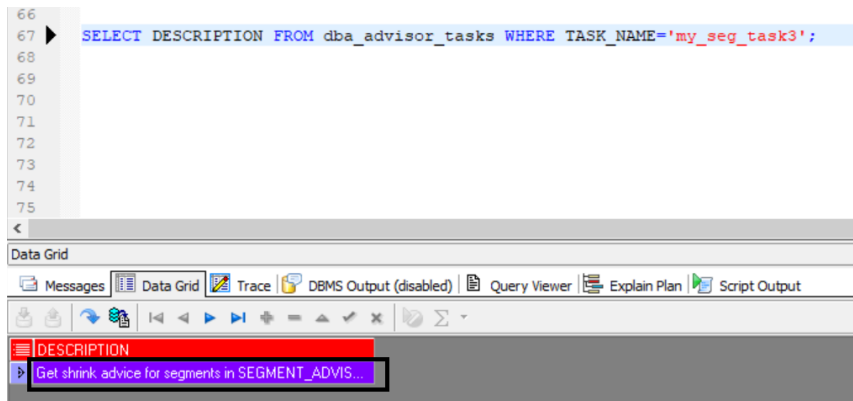 66
67 SELECT DESCRIPTION FROM dba_advisor_tasks WHERE TASK_NAME='my_seg_task3';
68
69
70
71
72
73
74
75
Data Grid
Messages Data Grid Trace DBMS Output (disabled) Query Viewer Explain Plan Script Output
DESCRIPTION
Get shrink advice for segments in SEGMENT_ADVIS...